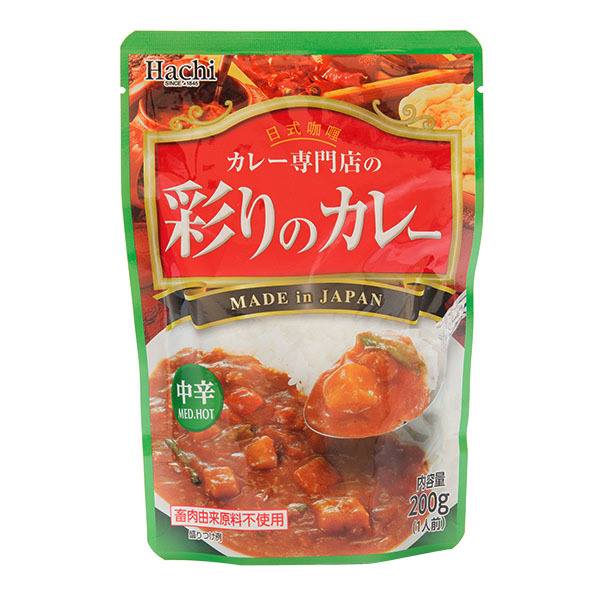 Hachi
SINCE 1845
日式咖喱
カレー専門店の
彩りのカレー
MADE in JAPAN
中辛
MED.HOT
内容量
200g
(1人前)
畜肉由来原料不使用
盛りつけ例